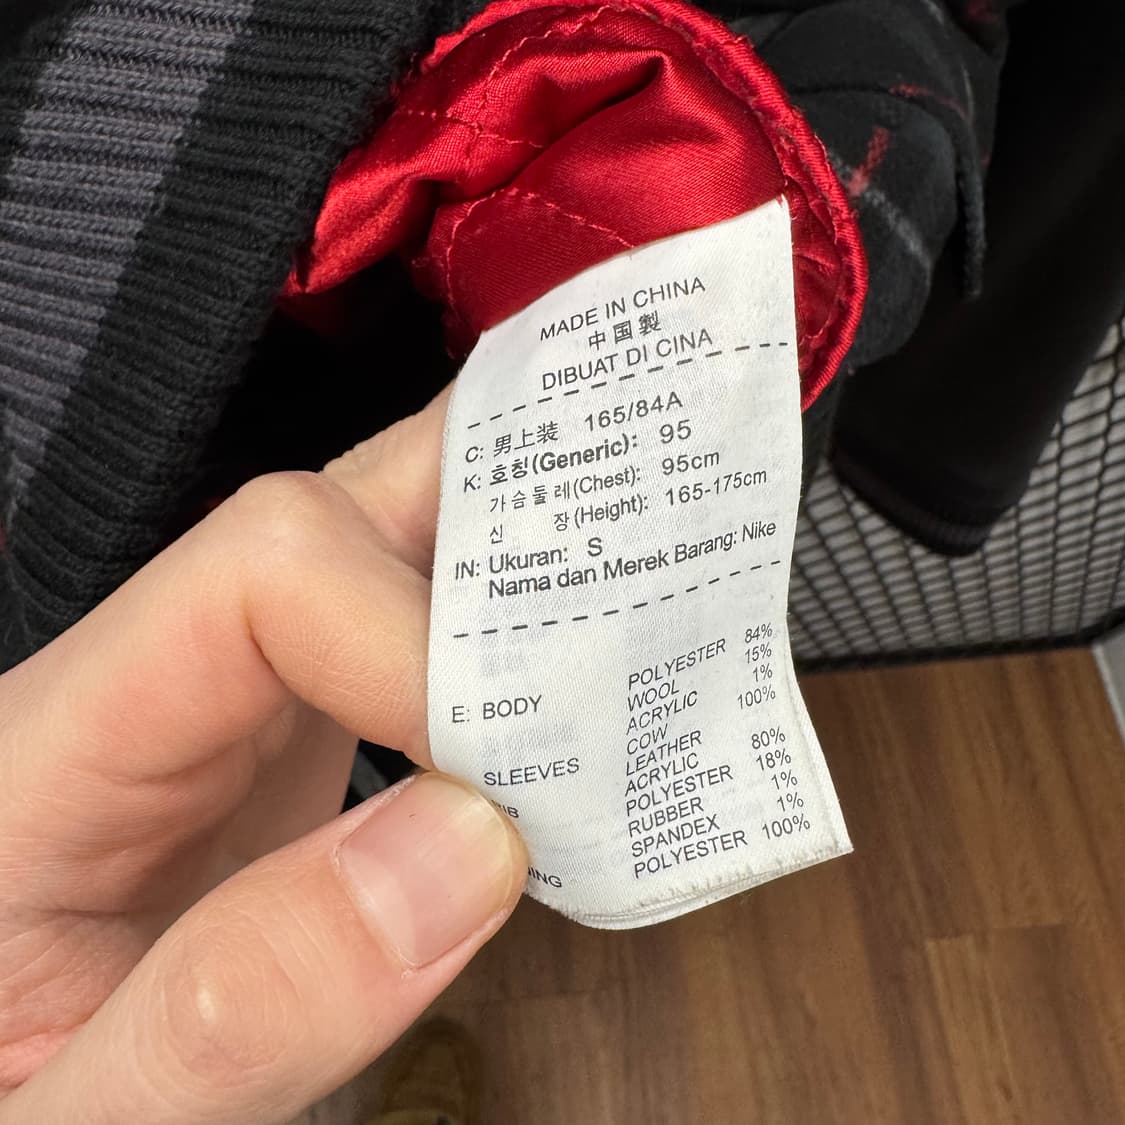 MADE IN CHINA
中国製
DIBUAT DI CINA
C: 男上装 165/84A
K: 호칭(Generic): 95
가슴둘레(Chest): 95cm
신 장(Height): 165-175cm
IN: Ukuran: S
Nama dan Merek Barang: Nike
E: BODY POLYESTER 84%
WOOL 15%
ACRYLIC 1%
SLEEVES COW 100%
LEATHER
ACRYLIC 80%
POLYESTER 18%
RUBBER 1%
SPANDEX 1%
POLYESTER 100%